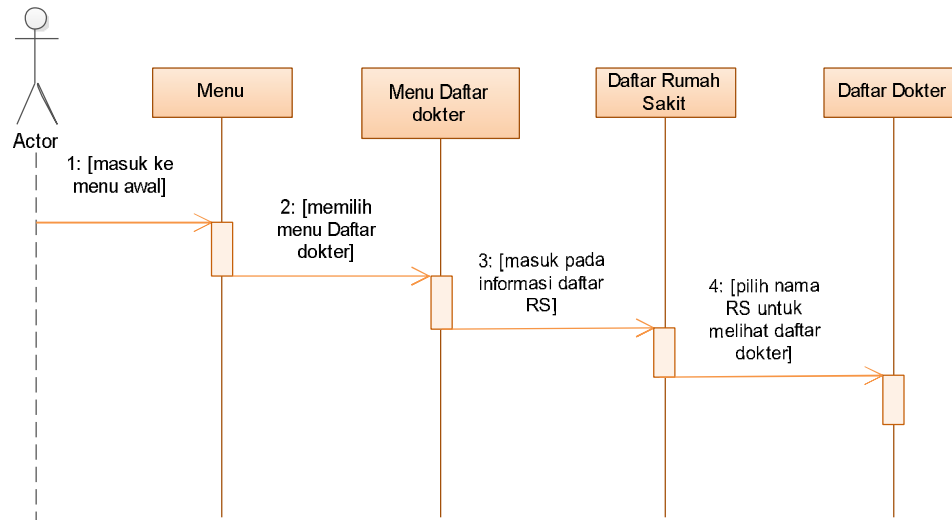 Actor
Menu
Menu Daftar
dokter
Daftar Rumah
Sakit
Daftar Dokter
1: [masuk ke
menu awal]
2: [memilih
menu Daftar
dokter]
3: [masuk pada
informasi daftar
RS]
4: [pilih nama
RS untuk
melihat daftar
dokter]